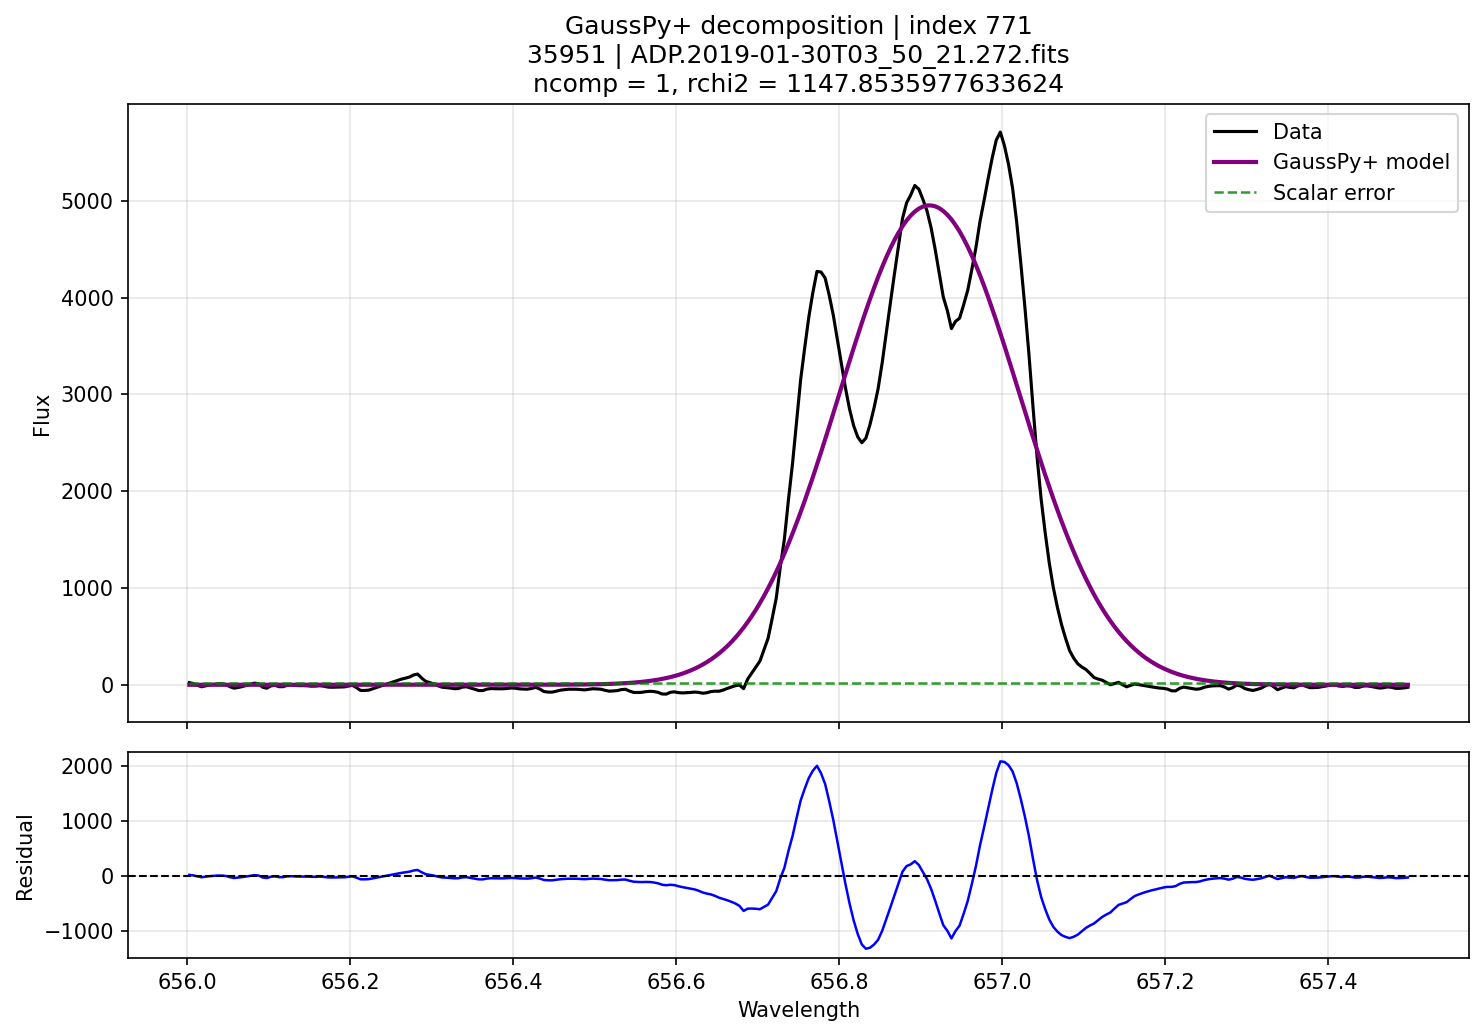 GaussPy+ decomposition | index 771
35951 | ADP.2019-01-30T03_50_21.272.fits
ncomp = 1, rchi2 = 1147.8535977633624
Data
GaussPy+ model
Scalar error
5000
4000
3000
2000
1000
0
Flux
2000
1000
0
−1000
Residual
656.0 656.2 656.4 656.6 656.8 657.0 657.2 657.4
Wavelength